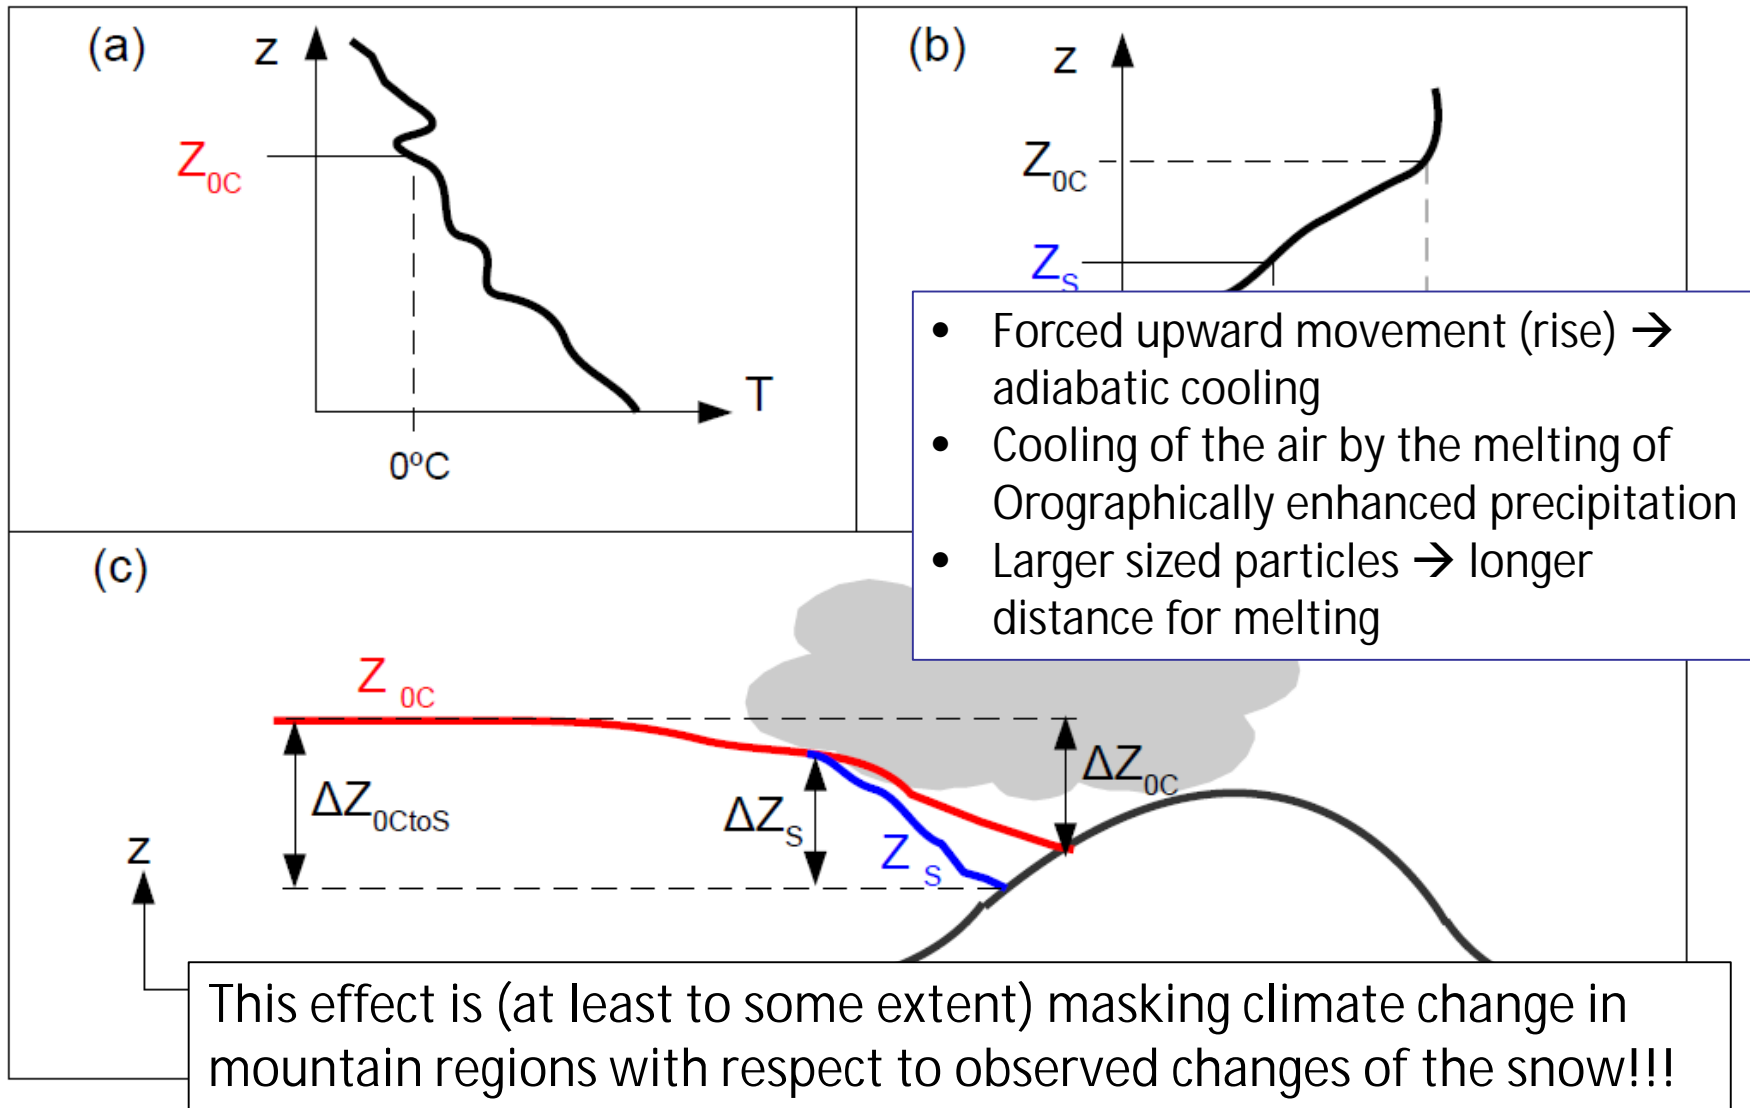 (a)
z
Z0C
T
0ºC
(b)
z
Z0C
ZS
• Forced upward movement (rise) →
adiabatic cooling
• Cooling of the air by the melting of
Orographically enhanced precipitation
• Larger sized particles → longer
distance for melting
(c)
Z 0C
ΔZ0CtoS
ΔZS
ΔZ0C
Z S
z
This effect is (at least to some extent) masking climate change in
mountain regions with respect to observed changes of the snow!!!